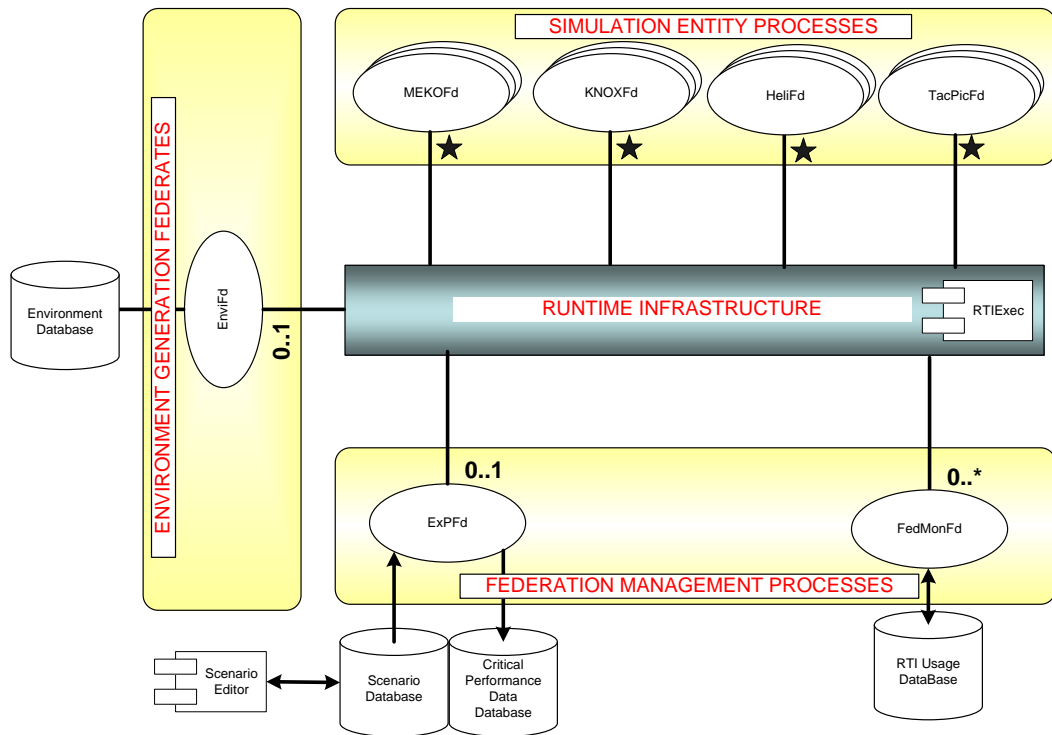 SIMULATION ENTITY PROCESSES
MEKOFd
KNOXFd
HeliFd
TacPicFd
ENVIRONMENT GENERATION FEDERATES
EnviFd
0..1
Environment
Database
RUNTIME INFRASTRUCTURE
RTIExec
0..1
0..*
ExPFd
FedMonFd
FEDERATION MANAGEMENT PROCESSES
Scenario
Editor
Scenario
Database
Critical
Performance
Data
Database
RTI Usage
DataBase